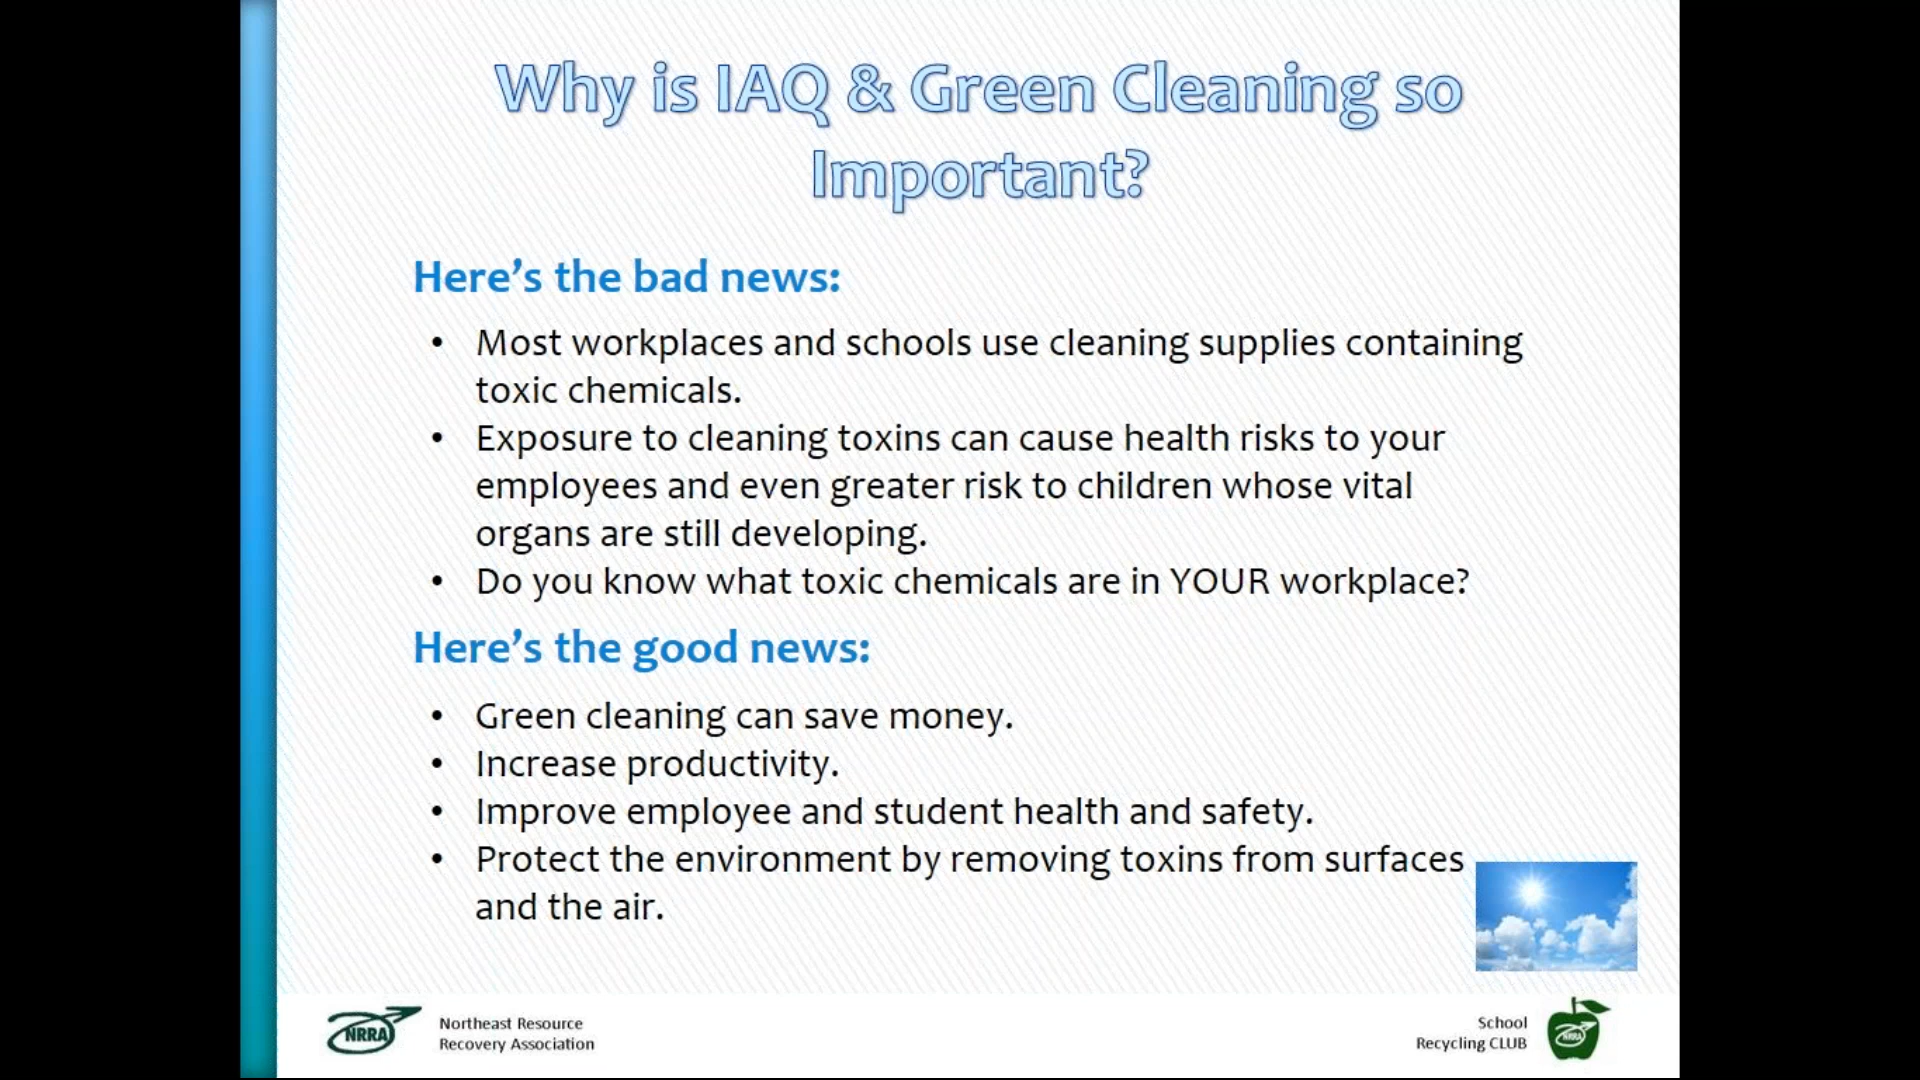 Why is IAQ & Green Cleaning so
Important?
Here’s the bad news:
• Most workplaces and schools use cleaning supplies containing
toxic chemicals.
• Exposure to cleaning toxins can cause health risks to your
employees and even greater risk to children whose vital
organs are still developing.
• Do you know what toxic chemicals are in YOUR workplace?
Here’s the good news:
• Green cleaning can save money.
• Increase productivity.
• Improve employee and student health and safety.
• Protect the environment by removing toxins from surfaces
and the air.
NRRA
Northeast Resource
Recovery Association
School
Recycling CLUB
NRRA